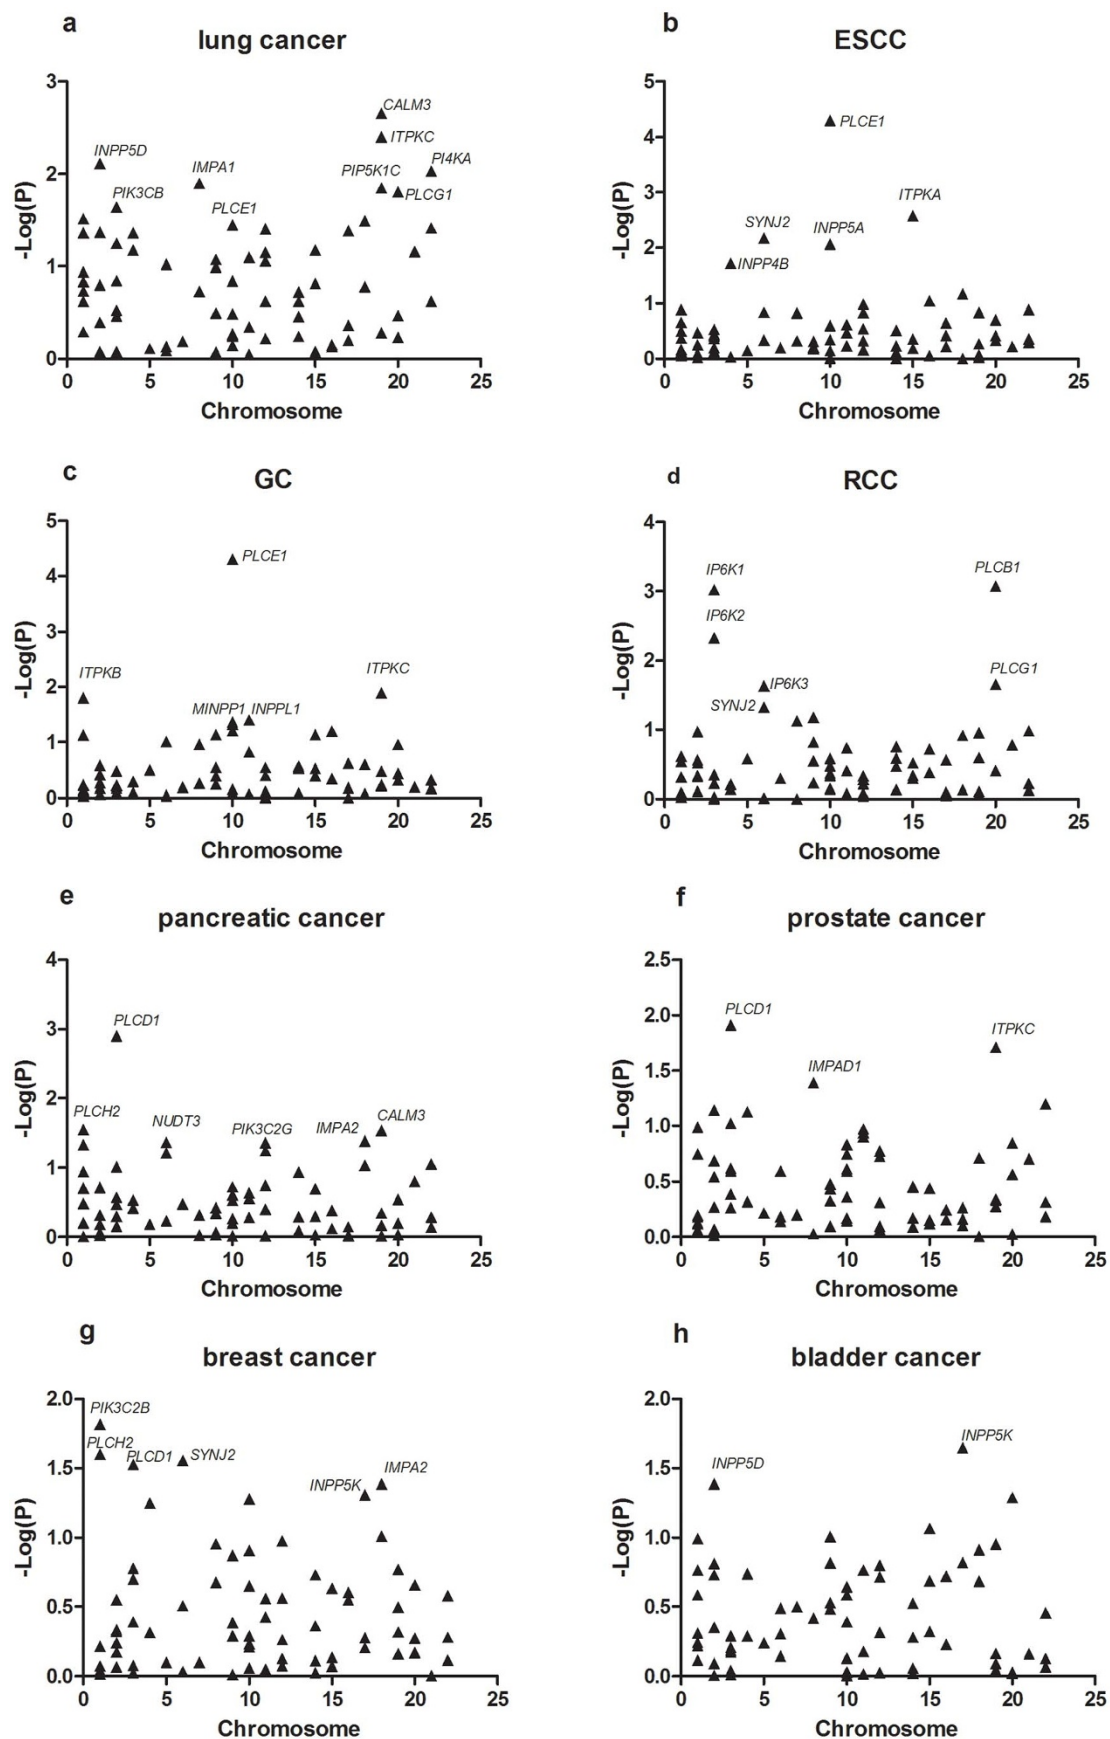 a
lung cancer
3
2
1
0
-Log(P)
CALM3
ITPKC
INPP5D
PI4KA
IMPA1
PIP5K1C
PIK3CB
PLCG1
PLCE1
0 5 10 15 20 25
Chromosome
b
ESCC
5
4
3
2
1
0
-Log(P)
PLCE1
ITPKA
SYNJ2
INPP5A
INPP4B
0 5 10 15 20 25
Chromosome
c
GC
5
4
3
2
1
0
-Log(P)
PLCE1
ITPKB
ITPKC
MINPP1
INPPL1
0 5 10 15 20 25
Chromosome
d
RCC
4
3
2
1
0
-Log(P)
IP6K1
PLCB1
IP6K2
PLCG1
IP6K3
SYNJ2
0 5 10 15 20 25
Chromosome
e
pancreatic cancer
4
3
2
1
0
-Log(P)
PLCD1
PLCH2
NUDT3
PIK3C2G
IMPA2
CALM3
0 5 10 15 20 25
Chromosome
f
prostate cancer
2.5
2.0
1.5
1.0
0.5
0.0
-Log(P)
PLCD1
ITPKC
IMPAD1
0 5 10 15 20 25
Chromosome
g
breast cancer
2.0
1.5
1.0
0.5
0.0
-Log(P)
PIK3C2B
PLCH2
PLCD1
SYNJ2
INPP5K
IMPA2
0 5 10 15 20 25
Chromosome
h
bladder cancer
2.0
1.5
1.0
0.5
0.0
-Log(P)
INPP5K
INPP5D
0 5 10 15 20 25
Chromosome